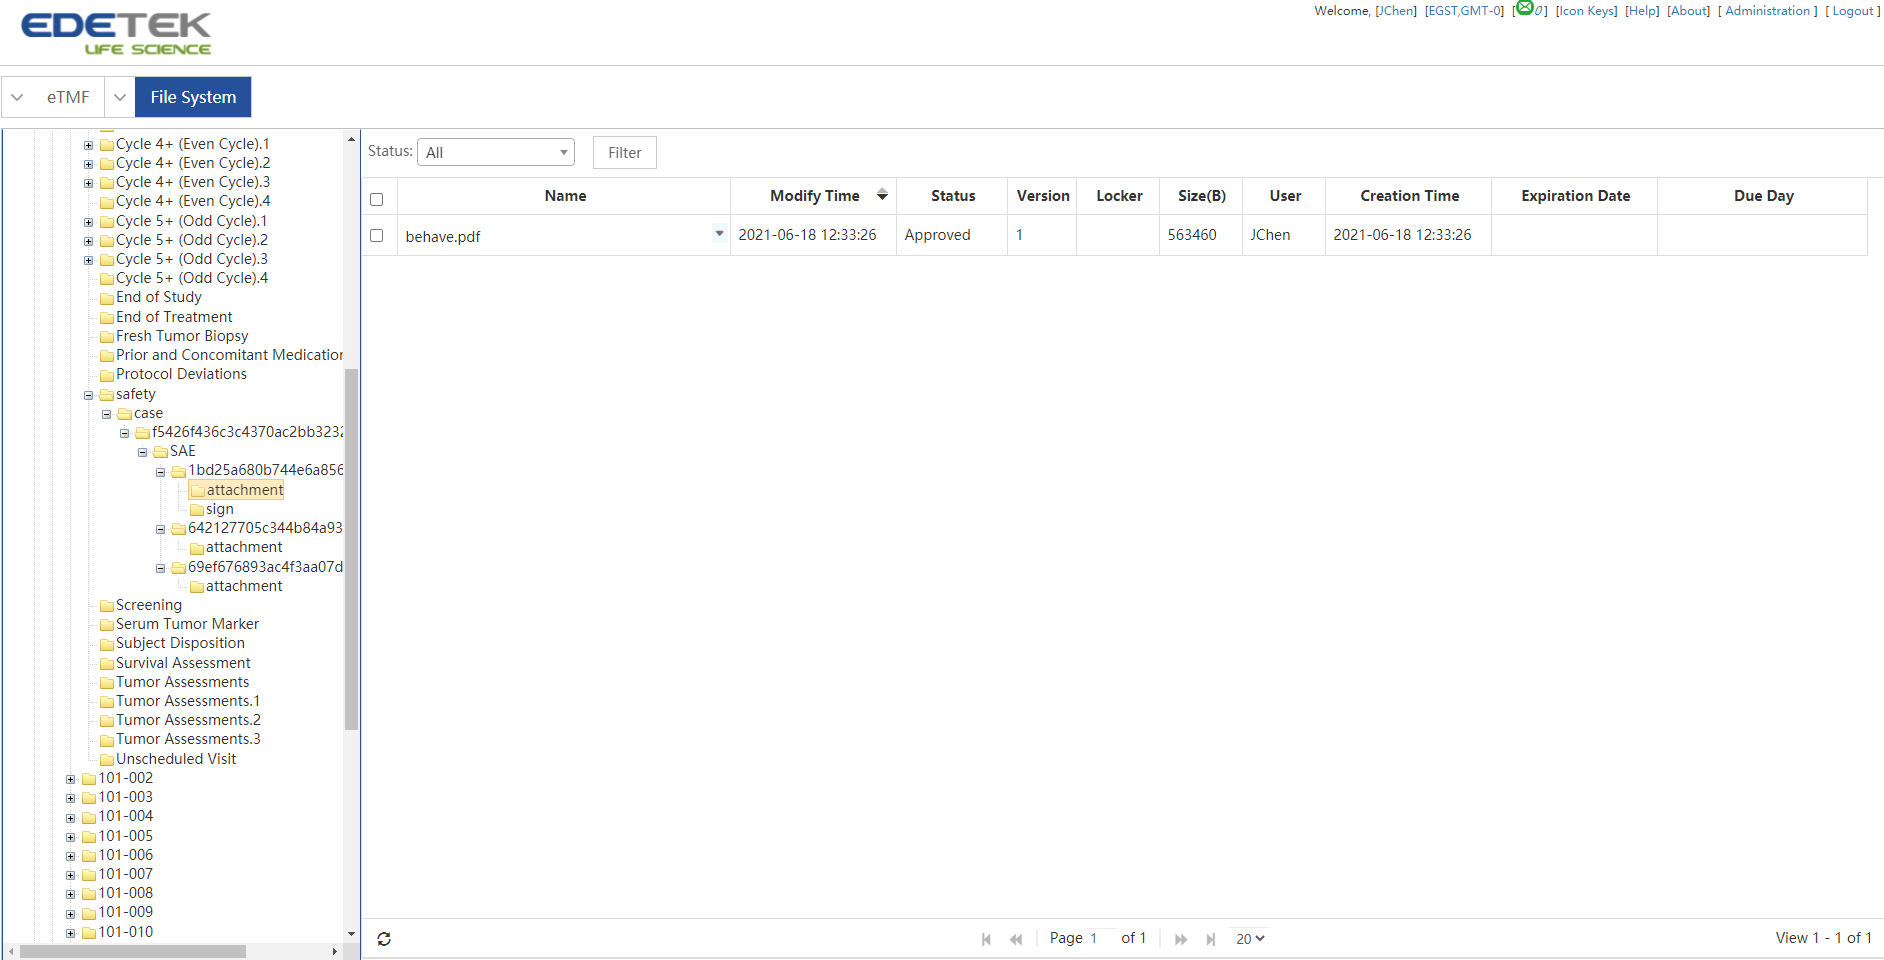 EDETEK
LIFE SCIENCE
Welcome, [JChen] [EGST,GMT-0] [0] [Icon Keys] [Help] [About] [ Administration ] [ Logout ]
eTMF
File System
Cycle 4+ (Even Cycle).1
Cycle 4+ (Even Cycle).2
Cycle 4+ (Even Cycle).3
Cycle 4+ (Even Cycle).4
Cycle 5+ (Odd Cycle).1
Cycle 5+ (Odd Cycle).2
Cycle 5+ (Odd Cycle).3
Cycle 5+ (Odd Cycle).4
End of Study
End of Treatment
Fresh Tumor Biopsy
Prior and Concomitant Medication
Protocol Deviations
safety
case
f5426f436c3c4370ac2bb3232
SAE
1bd25a680b744e6a856
attachment
sign
642127705c344b84a93
attachment
69ef676893ac4f3aa07d
attachment
Screening
Serum Tumor Marker
Subject Disposition
Survival Assessment
Tumor Assessments
Tumor Assessments.1
Tumor Assessments.2
Tumor Assessments.3
Unscheduled Visit
101-002
101-003
101-004
101-005
101-006
101-007
101-008
101-009
101-010
Status: All Filter
Name Modify Time Status Version Locker Size(B) User Creation Time Expiration Date Due Day
behave.pdf 2021-06-18 12:33:26 Approved 1 563460 JChen 2021-06-18 12:33:26
Page 1 of 1 20 View 1 - 1 of 1